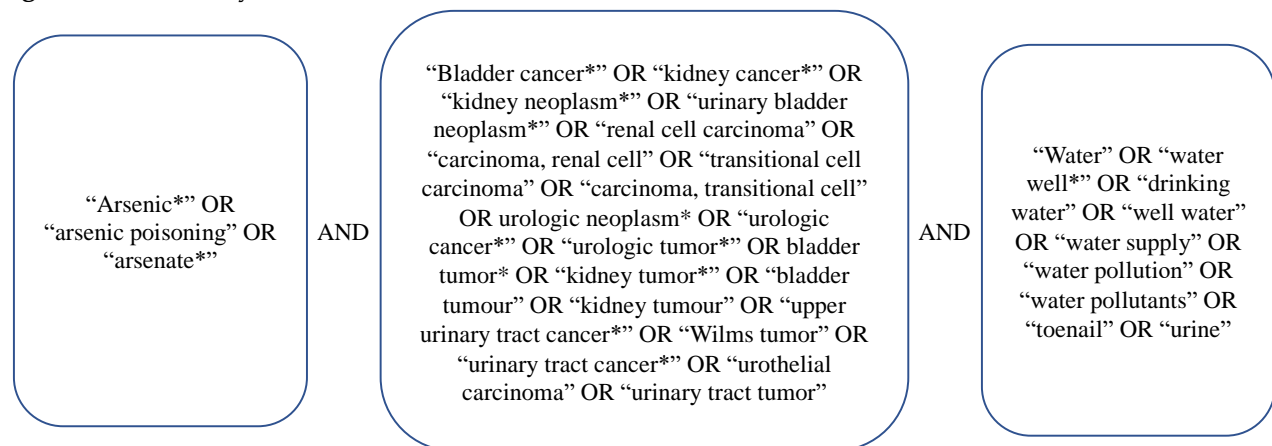 “Arsenic*” OR
“arsenic poisoning” OR
“arsenate*”
AND
“Bladder cancer*” OR “kidney cancer*” OR
“kidney neoplasm*” OR “urinary bladder
neoplasm*” OR “renal cell carcinoma” OR
“carcinoma, renal cell” OR “transitional cell
carcinoma” OR “carcinoma, transitional cell”
OR urologic neoplasm* OR “urologic
cancer*” OR “urologic tumor*” OR bladder
tumor* OR “kidney tumor*” OR “bladder
tumour” OR “kidney tumour” OR “upper
urinary tract cancer*” OR “Wilms tumor” OR
“urinary tract cancer*” OR “urothelial
carcinoma” OR “urinary tract tumor”
AND
“Water” OR “water
well*” OR “drinking
water” OR “well water”
OR “water supply” OR
“water pollution” OR
“water pollutants” OR
“toenail” OR “urine”